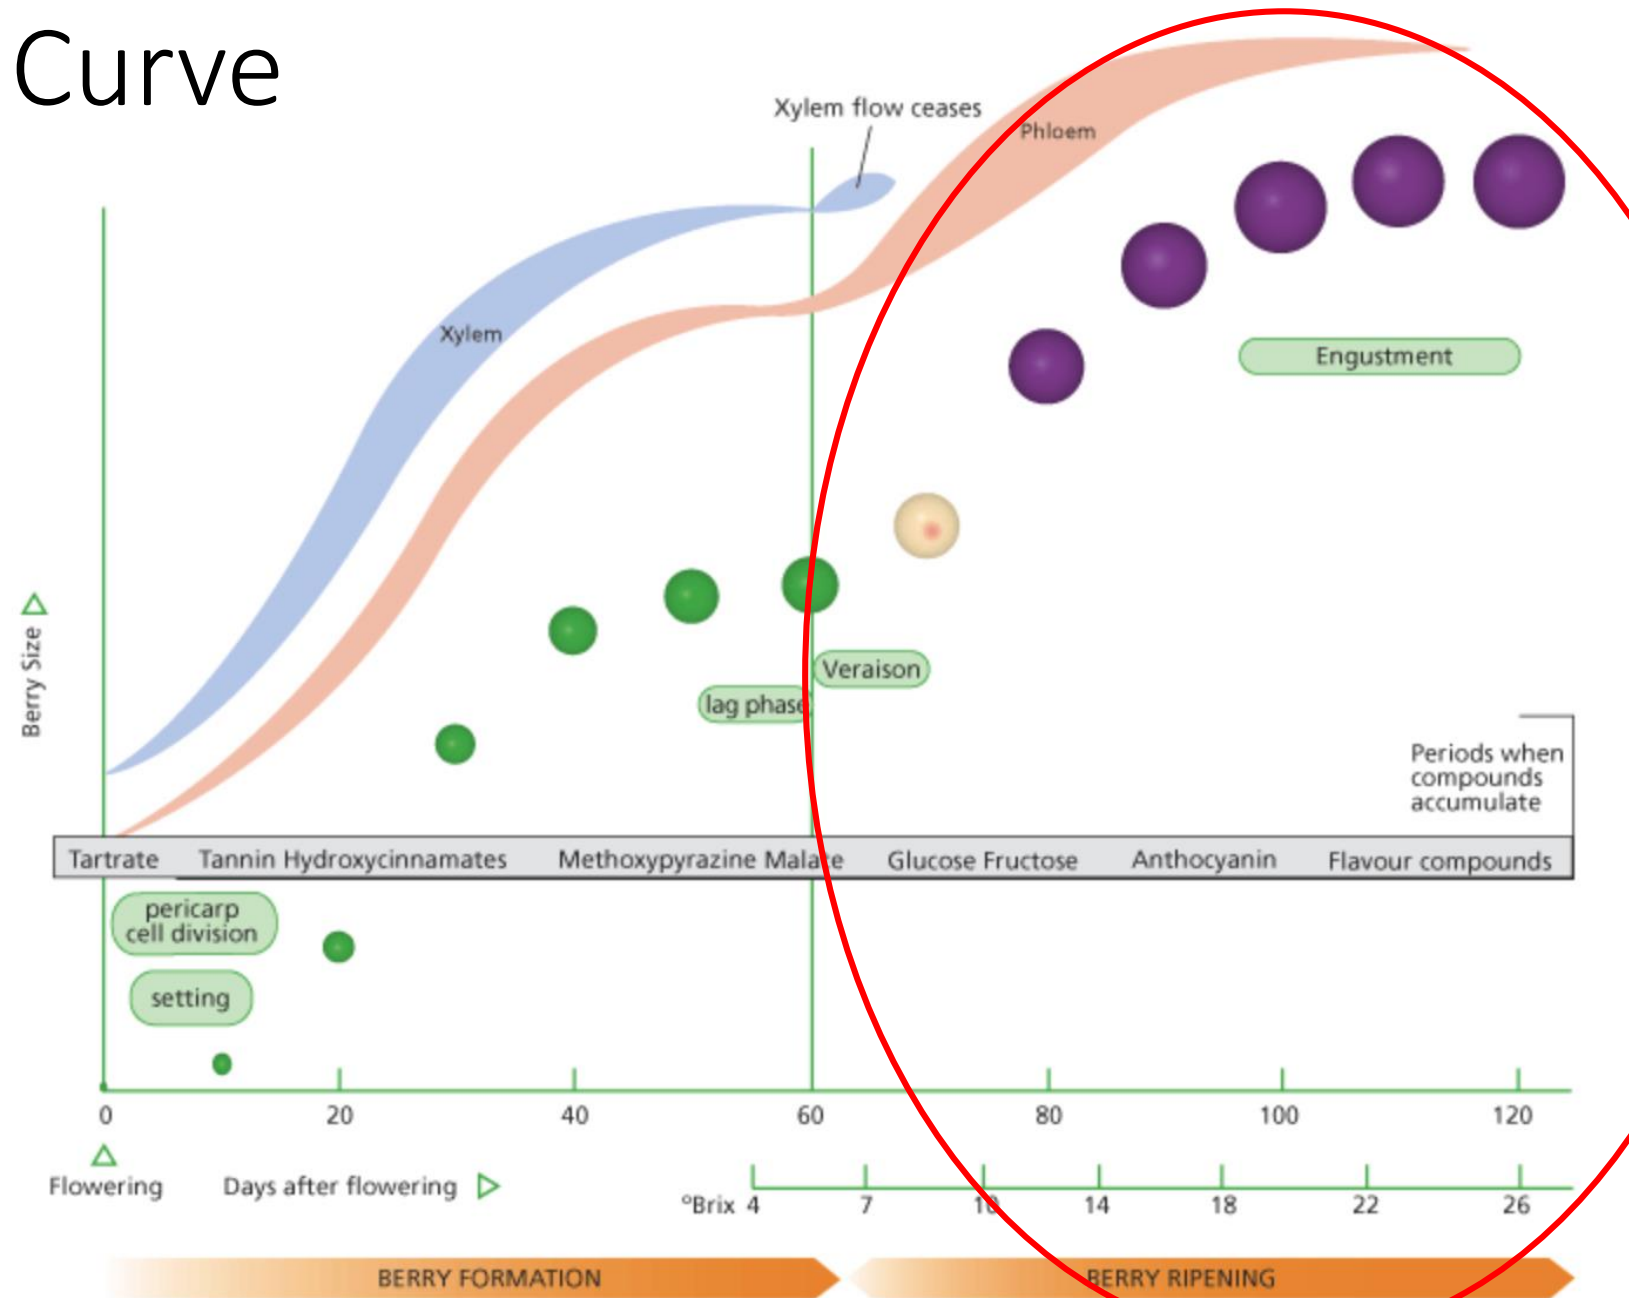 Curve
Xylem flow ceases
Phloem
Xylem
Engustment
Berry Size
Veraison
lag phase
Periods when
compounds
accumulate
Tartrate Tannin Hydroxycinnamates Methoxypyrazine Malate Glucose Fructose Anthocyanin Flavour compounds
pericarp
cell division
setting
0 20 40 60 80 100 120
Flowering Days after flowering
°Brix 4 7 10 14 18 22 26
BERRY FORMATION BERRY RIPENING